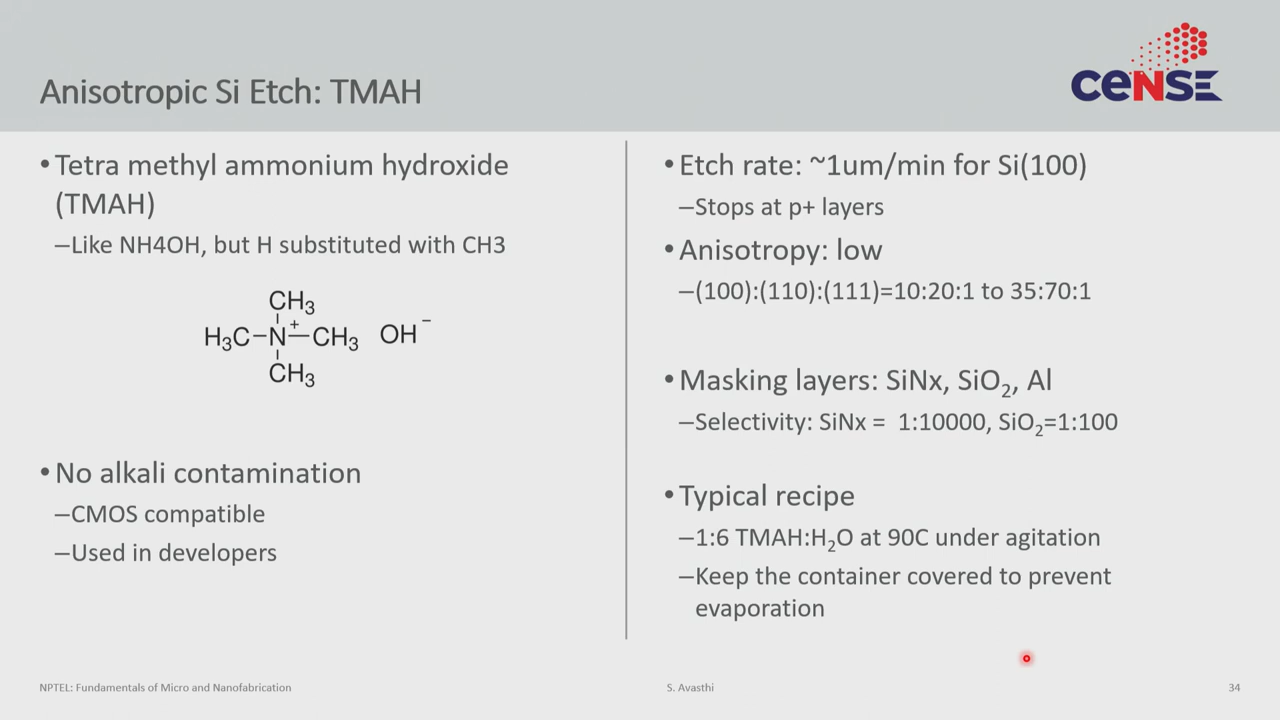 Anisotropic Si Etch: TMAH
ceNSE
•Tetra methyl ammonium hydroxide
(TMAH)
–Like NH4OH, but H substituted with CH3
CH₃
H₃C–N⁺–CH₃ OH⁻
CH₃
•No alkali contamination
–CMOS compatible
–Used in developers
•Etch rate: ~1um/min for Si(100)
–Stops at p+ layers
•Anisotropy: low
–(100):(110):(111)=10:20:1 to 35:70:1
•Masking layers: SiNx, SiO₂, Al
–Selectivity: SiNx = 1:10000, SiO₂=1:100
•Typical recipe
–1:6 TMAH:H₂O at 90C under agitation
–Keep the container covered to prevent
evaporation
NPTEL: Fundamentals of Micro and Nanofabrication
S. Avasthi
34